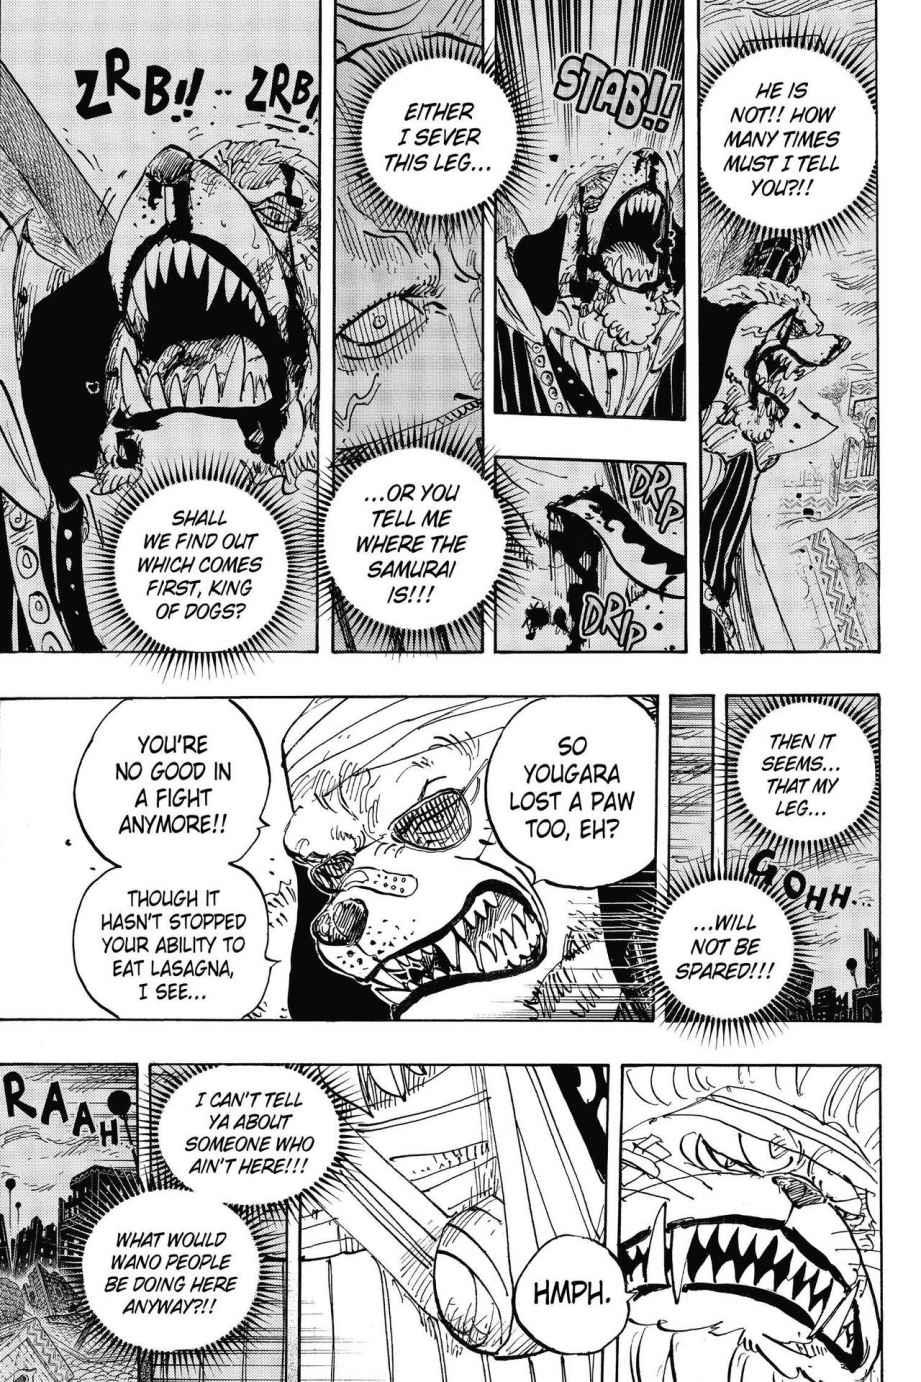 HE IS
NOT!! HOW
MANY TIMES
MUST I TELL
YOU?!!
STAB!!
DRIP
DRIP
EITHER
I SEVER
THIS LEG...
...OR YOU
TELL ME
WHERE THE
SAMURAI
IS!!!
ZRB!! --
ZRB!
SHALL
WE FIND OUT
WHICH COMES
FIRST, KING
OF DOGS?
THEN IT
SEEMS...
THAT MY
LEG...
GOHH...
...WILL
NOT BE
SPARED!!!
SO
YOUGARA
LOST A PAW
TOO, EH?
YOU'RE
NO GOOD IN
A FIGHT
ANYMORE!!
THOUGH IT
HASN'T STOPPED
YOUR ABILITY TO
EAT LASAGNA,
I SEE...
HMPH.
I CAN'T TELL
YA ABOUT
SOMEONE WHO
AIN'T HERE!!!
RAAH
WHAT WOULD
WANO PEOPLE
BE DOING HERE
ANYWAY?!!